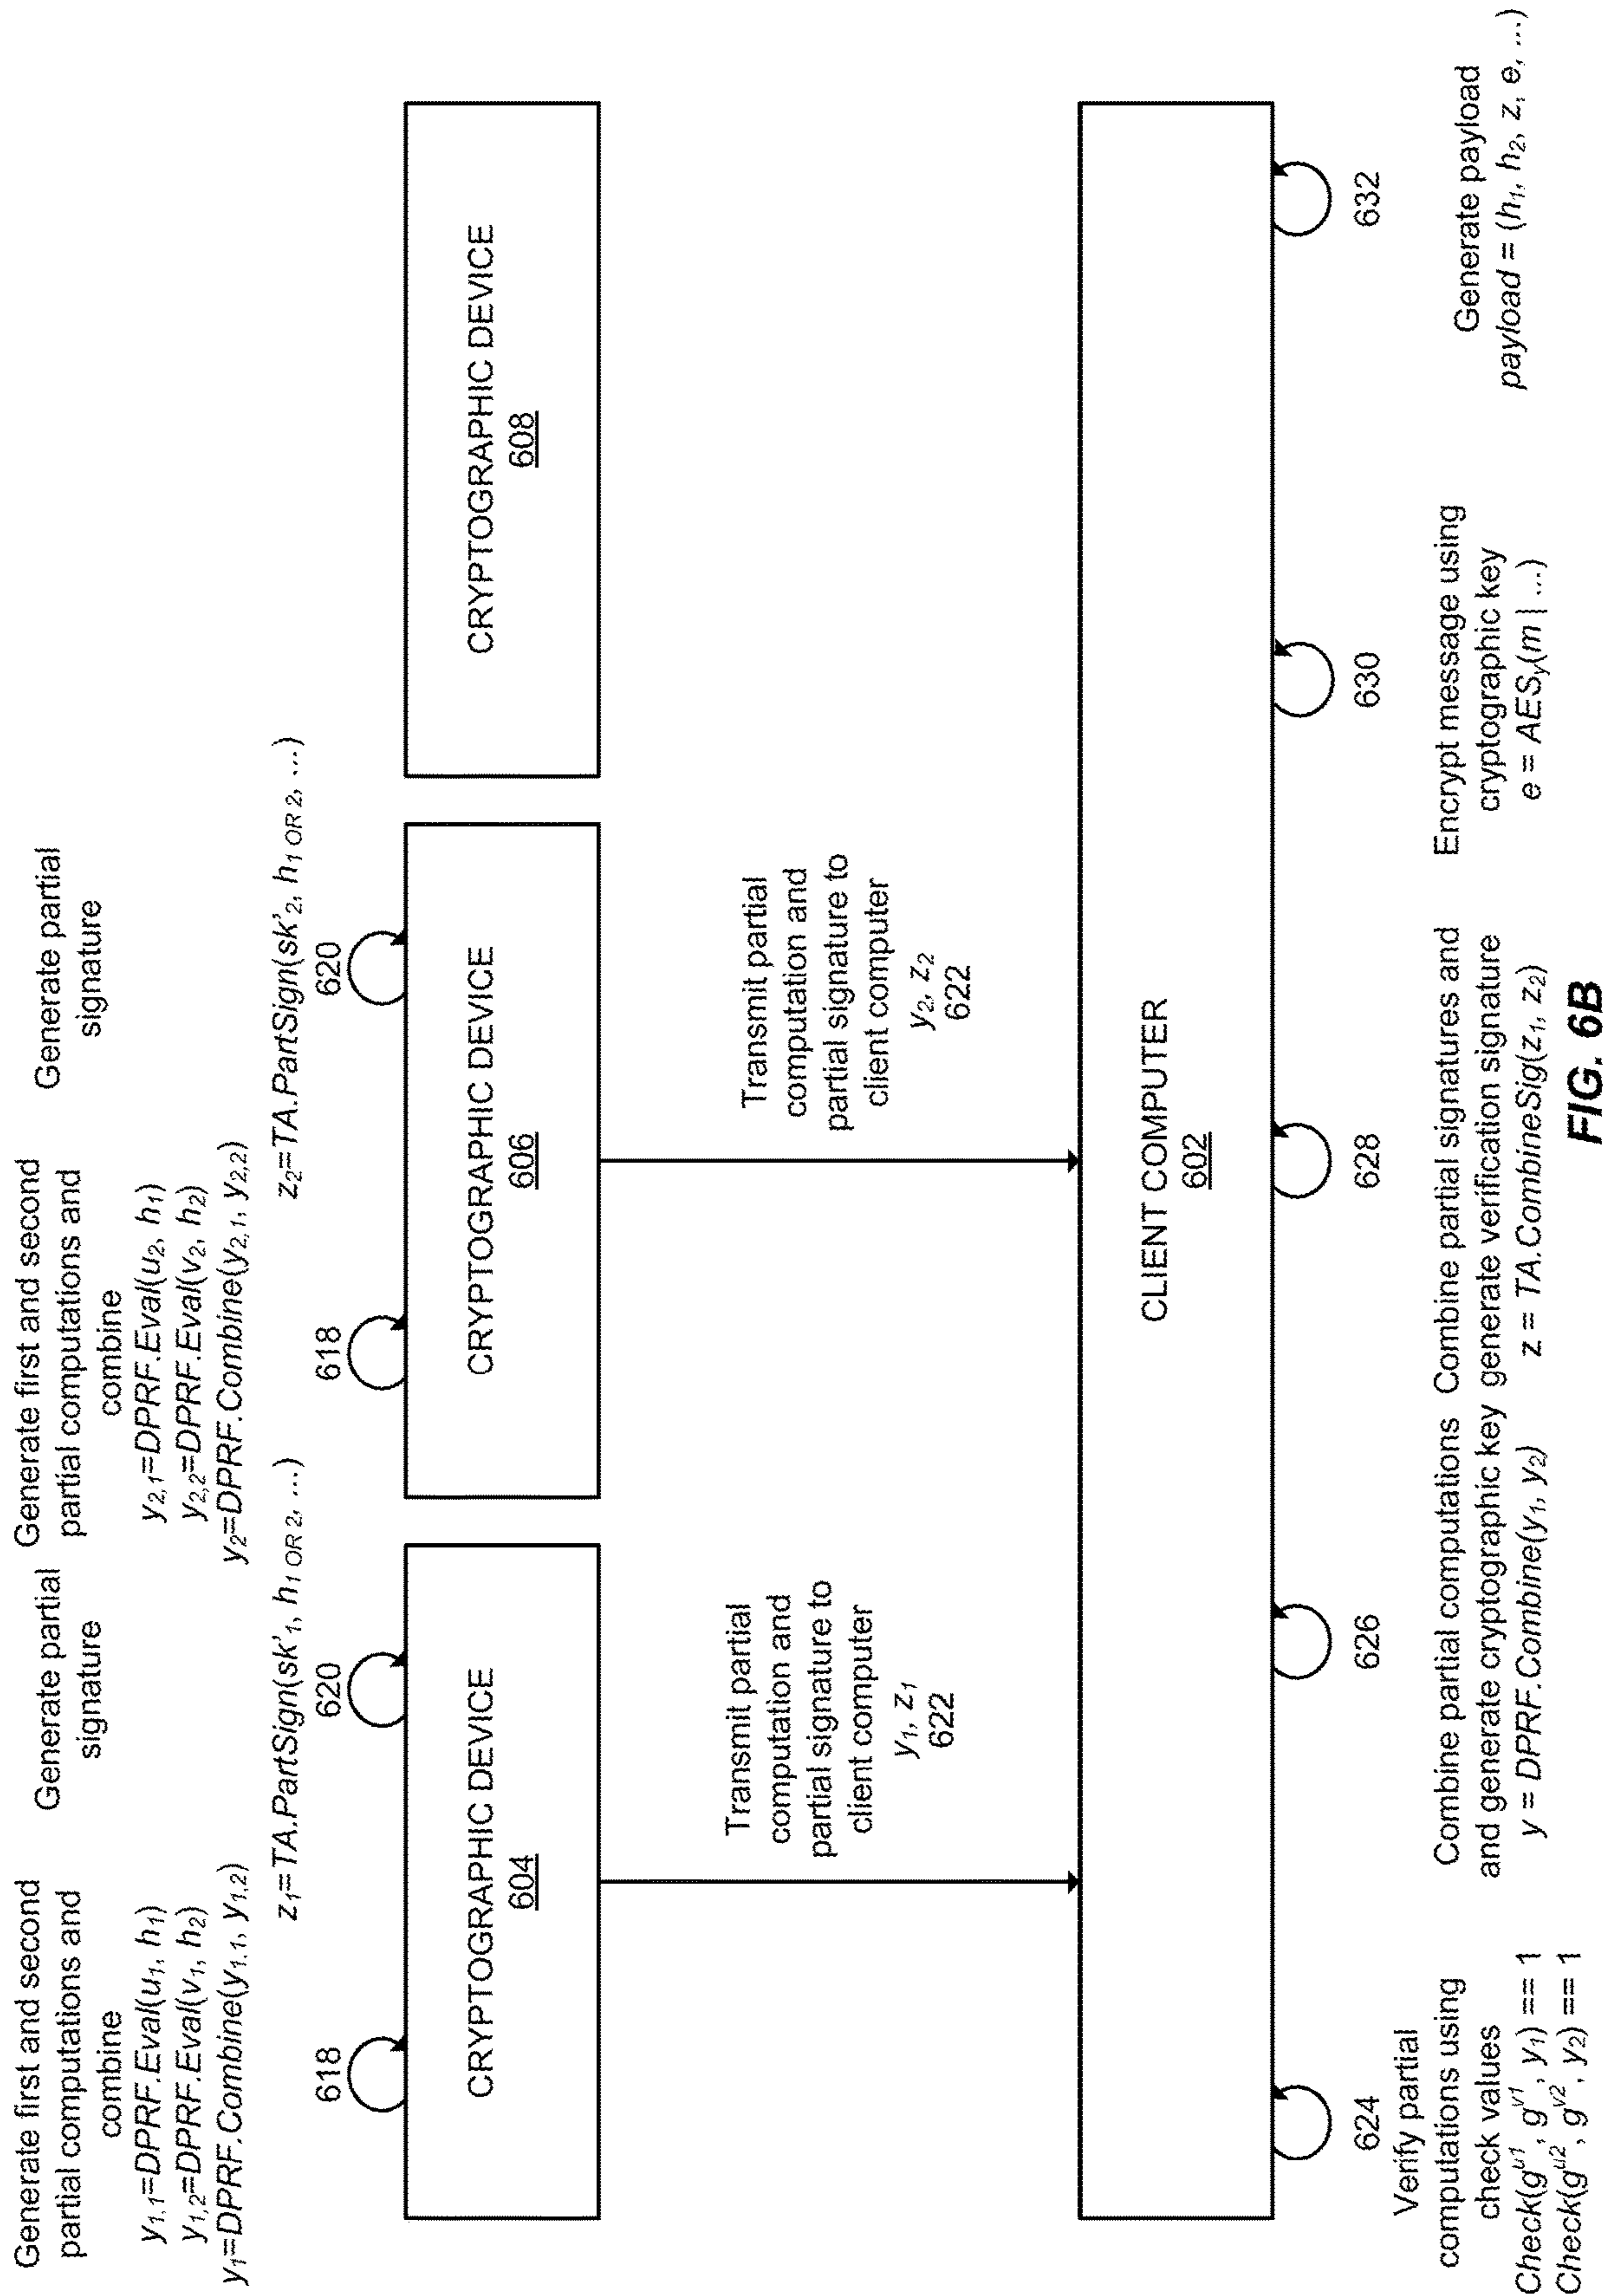 Generate first and second
partial computations and
combine
y1,1=DPRF.Eval(u1, h1)
y1,2=DPRF.Eval(v1, h2)
y1=DPRF.Combine(y1,1, y1,2)
618
Generate partial
signature
z1=TA.PartSign(sk'1, h1 OR 2, ...)
620
Generate first and second
partial computations and
combine
y2,1=DPRF.Eval(u2, h1)
y2,2=DPRF.Eval(v2, h2)
y2=DPRF.Combine(y2,1, y2,2)
618
Generate partial
signature
z2=TA.PartSign(sk'2, h1 OR 2, ...)
620
CRYPTOGRAPHIC DEVICE
604
CRYPTOGRAPHIC DEVICE
606
CRYPTOGRAPHIC DEVICE
608
Transmit partial
computation and
partial signature to
client computer
y1, z1
622
Transmit partial
computation and
partial signature to
client computer
y2, z2
622
CLIENT COMPUTER
602
624
Verify partial
computations using
check values
Check(g^u1, g^v1, y1) == 1
Check(g^u2, g^v2, y2) == 1
626
Combine partial computations
and generate cryptographic key
y = DPRF.Combine(y1, y2)
628
Combine partial signatures and
generate verification signature
z = TA.CombineSig(z1, z2)
630
Encrypt message using
cryptographic key
e = AESy(m | ...)
632
Generate payload
payload = (h1, h2, z, e, ...)
FIG. 6B